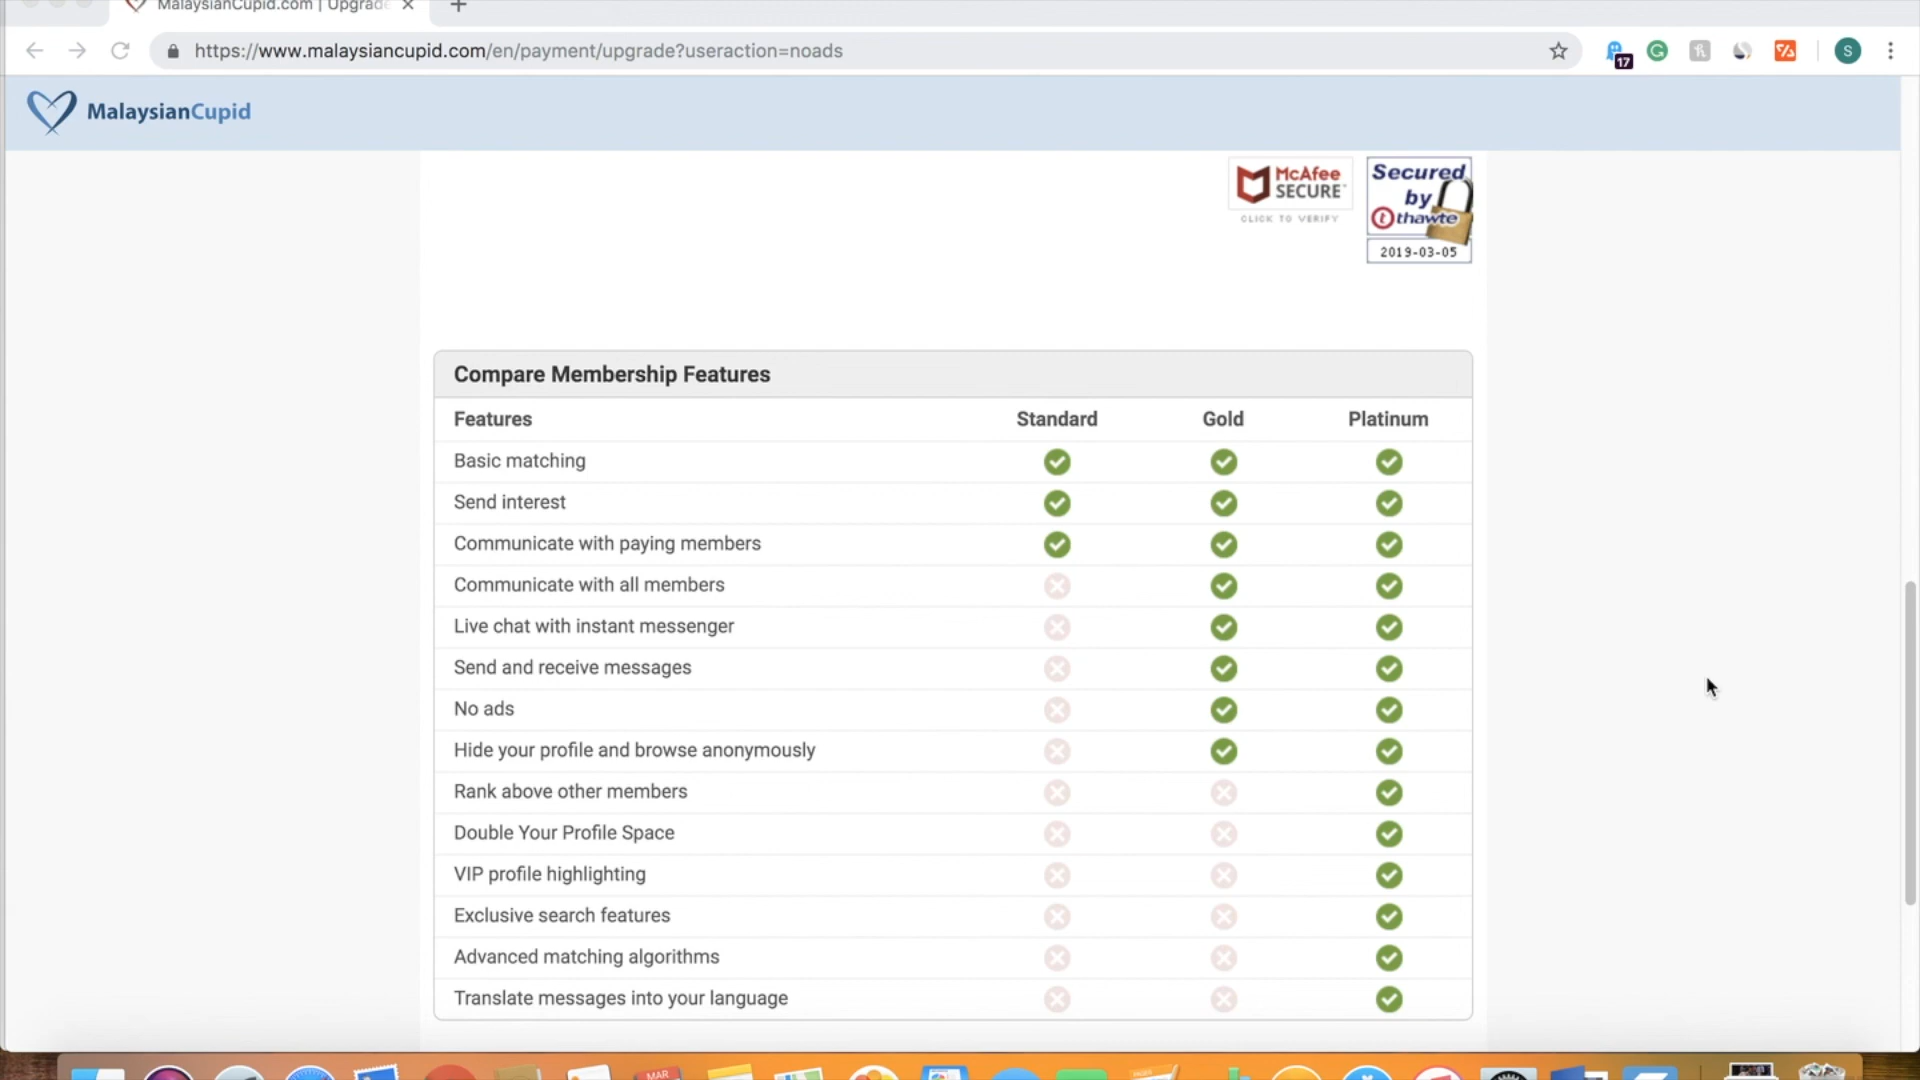 MalaysianCupid.com | Upgrade
https://www.malaysiancupid.com/en/payment/upgrade?useraction=noads
17
S
MalaysianCupid
McAfee
SECURE
CLICK TO VERIFY
Secured
by
thawte
2019-03-05
Compare Membership Features
Features Standard Gold Platinum
Basic matching
Send interest
Communicate with paying members
Communicate with all members
Live chat with instant messenger
Send and receive messages
No ads
Hide your profile and browse anonymously
Rank above other members
Double Your Profile Space
VIP profile highlighting
Exclusive search features
Advanced matching algorithms
Translate messages into your language
MAR